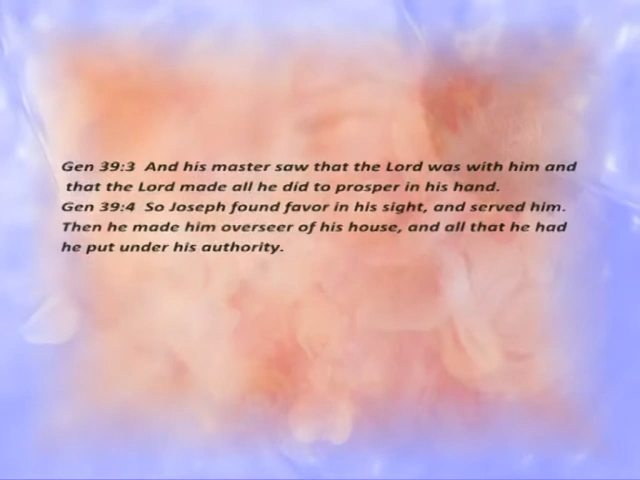 Gen 39:3  And his master saw that the Lord was with him and
that the Lord made all he did to prosper in his hand.
Gen 39:4  So Joseph found favor in his sight, and served him.
Then he made him overseer of his house, and all that he had
he put under his authority.